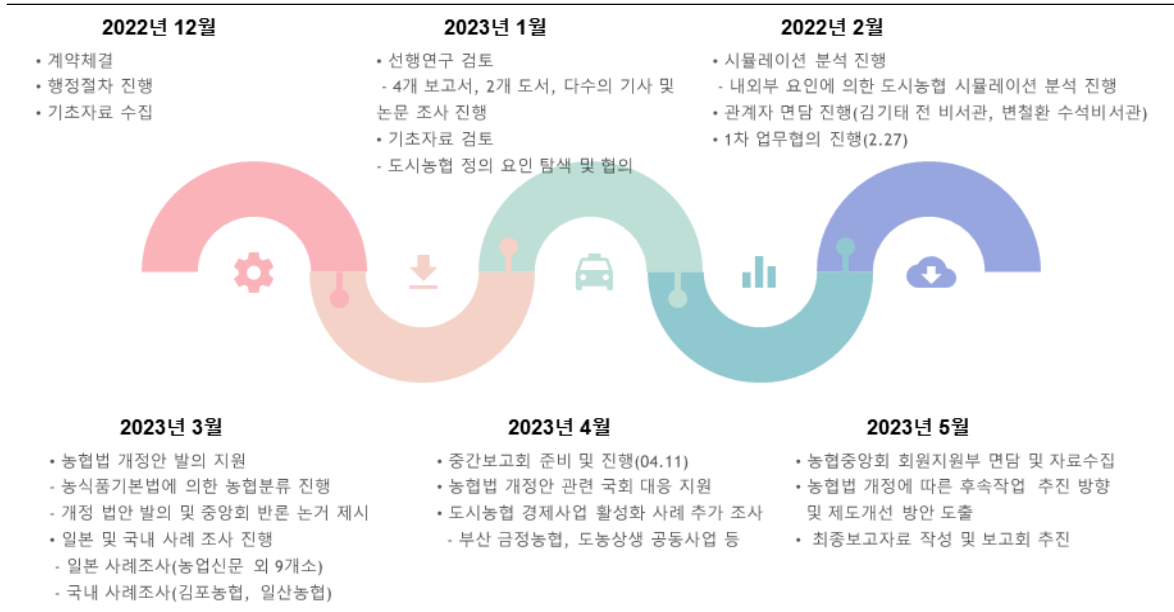 2022년 12월
• 계약체결
• 행정절차 진행
• 기초자료 수집
2023년 1월
• 선행연구 검토
- 4개 보고서, 2개 도서, 다수의 기사 및
논문 조사 진행
• 기초자료 검토
- 도시농협 정의 요인 탐색 및 협의
2022년 2월
• 시뮬레이션 분석 진행
- 내외부 요인에 의한 도시농협 시뮬레이션 분석 진행
• 관계자 면담 진행(김기태 전 비서관, 변철환 수석비서관)
• 1차 업무협의 진행(2.27)
2023년 3월
• 농협법 개정안 발의 지원
- 농식품기본법에 의한 농협분류 진행
- 개정 법안 발의 및 중앙회 반론 논거 제시
• 일본 및 국내 사례 조사 진행
- 일본 사례조사(농업신문 외 9개소)
- 국내 사례조사(김포농협, 일산농협)
2023년 4월
• 중간보고회 준비 및 진행(04.11)
• 농협법 개정안 관련 국회 대응 지원
• 도시농협 경제사업 활성화 사례 추가 조사
- 부산 금정농협, 도농상생 공동사업 등
2023년 5월
• 농협중앙회 회원지원부 면담 및 자료수집
• 농협법 개정에 따른 후속작업 추진 방향
및 제도개선 방안 도출
• 최종보고자료 작성 및 보고회 추진